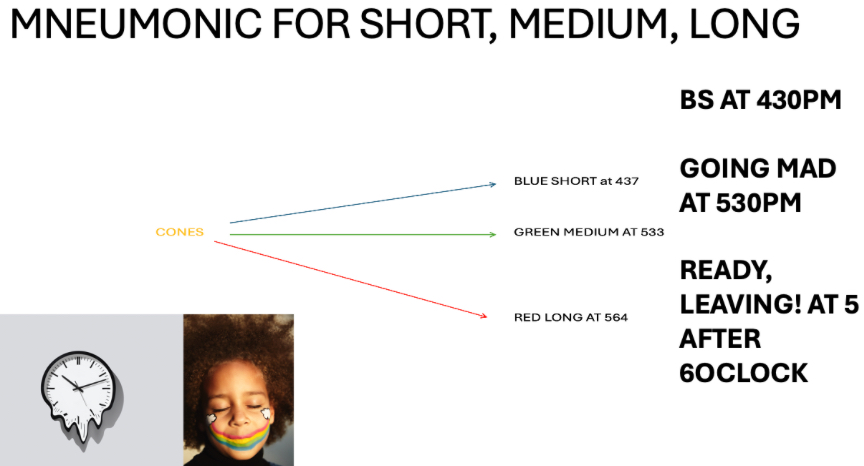 MNEUMONIC FOR SHORT, MEDIUM, LONG
BS AT 430PM
BLUE SHORT at 437
GOING MAD
AT 530PM
CONES
GREEN MEDIUM AT 533
READY,
LEAVING! AT 5
AFTER
6OCLOCK
RED LONG AT 564